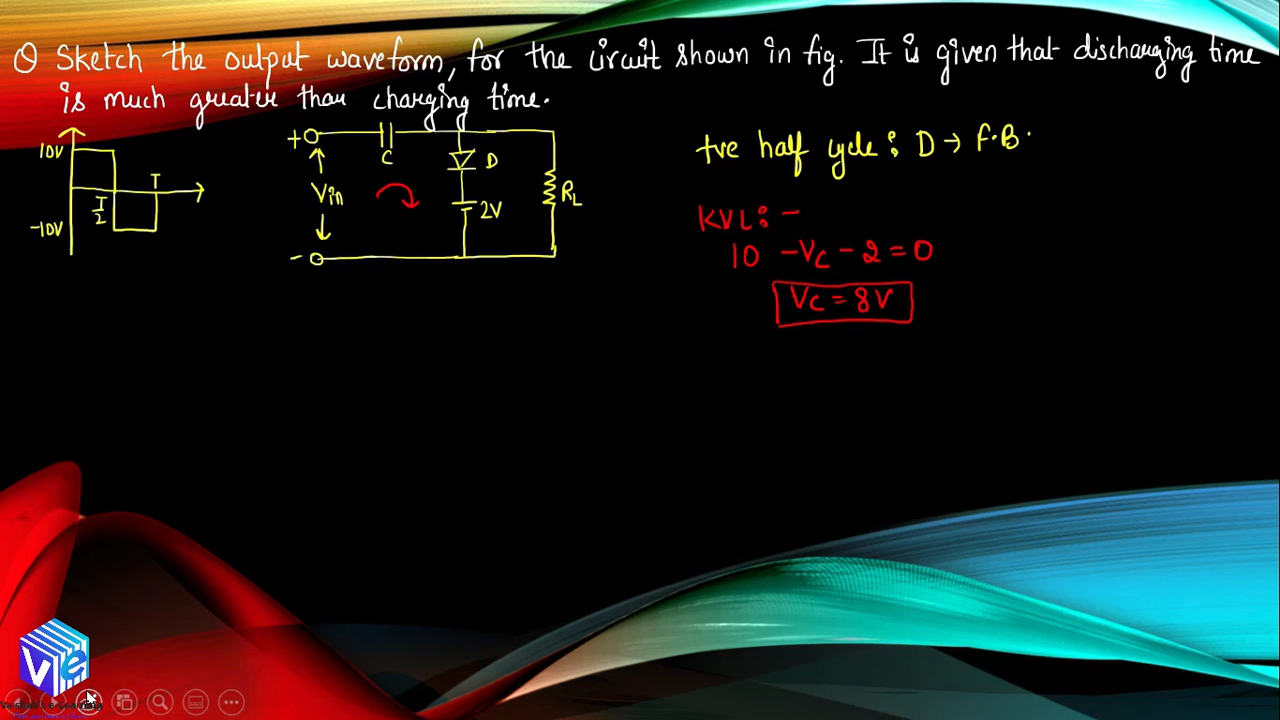 Q Sketch the output waveform, for the circuit shown in fig. It is given that discharging time
is much greater than charging time.
10V
T
T/2
-10V
+
C
D
Vin
2V
RL
-
+ve half cycle : D → F.B.
KVL : -
10 - VC - 2 = 0
VC = 8V
Ve